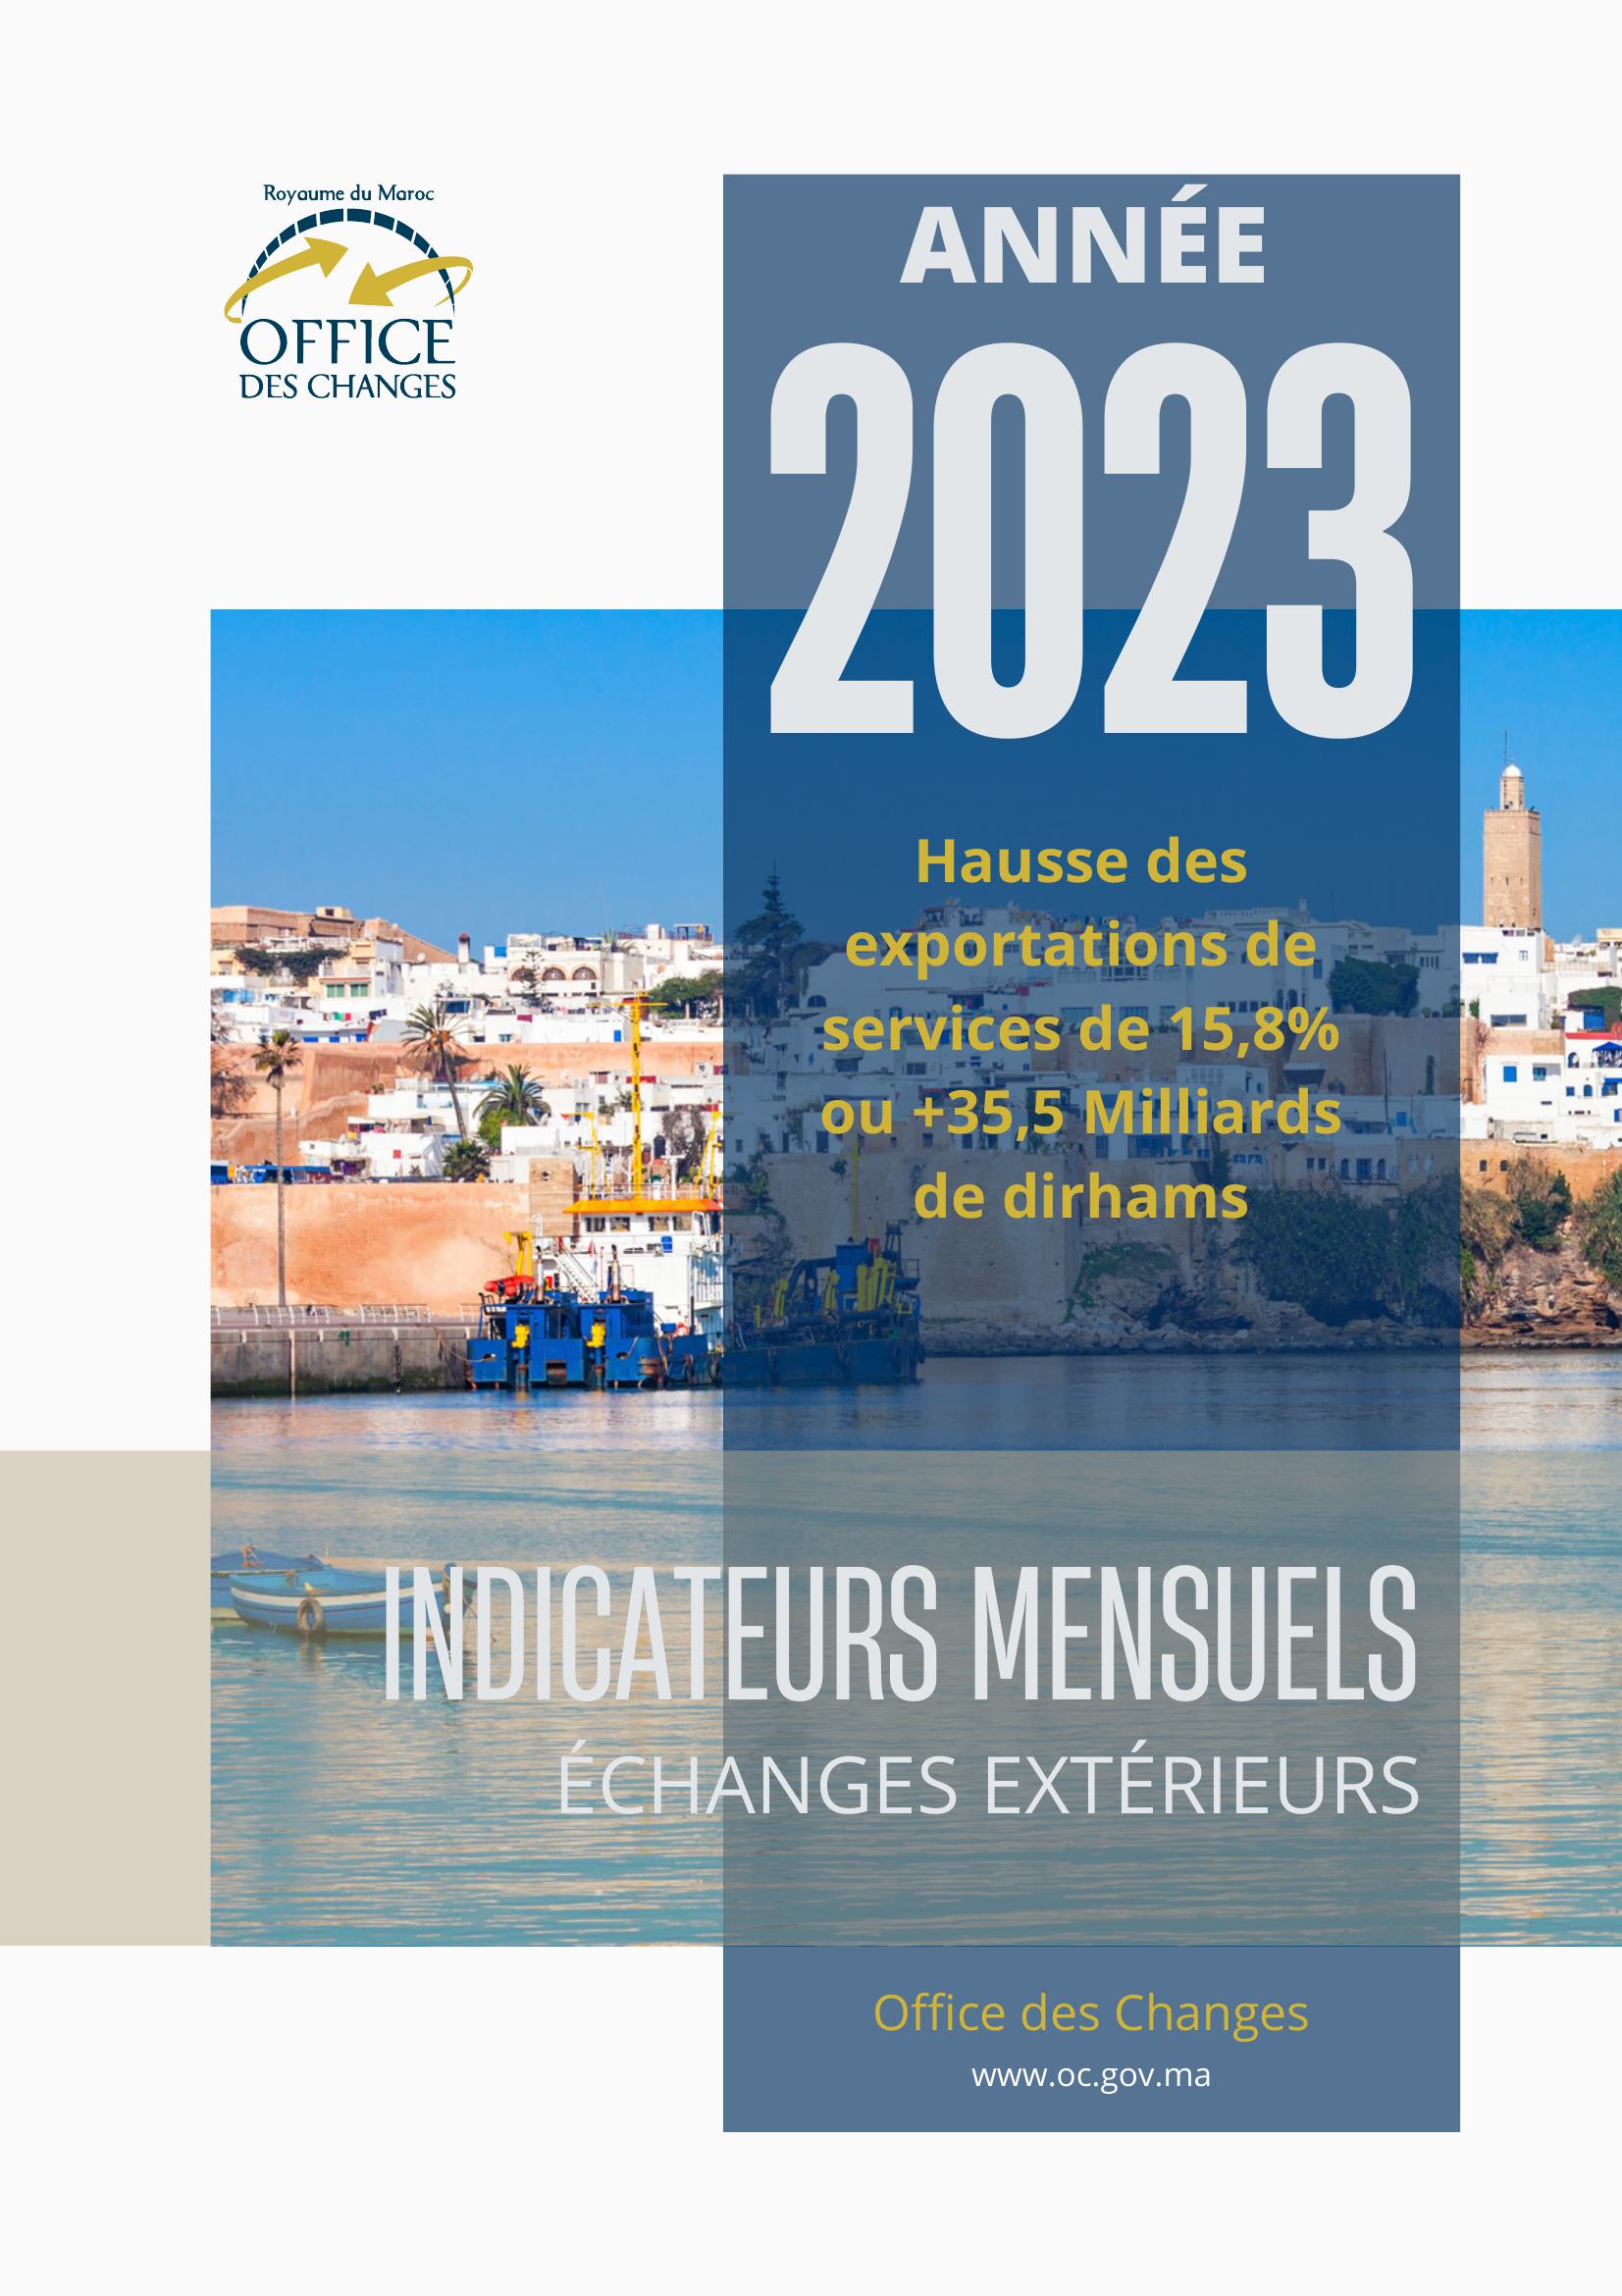 Royaume du Maroc
OFFICE
DES CHANGES
ANNÉE
2023
Hausse des
exportations de
services de 15,8%
ou +35,5 Milliards
de dirhams
INDICATEURS MENSUELS
ÉCHANGES EXTÉRIEURS
Office des Changes
www.oc.gov.ma